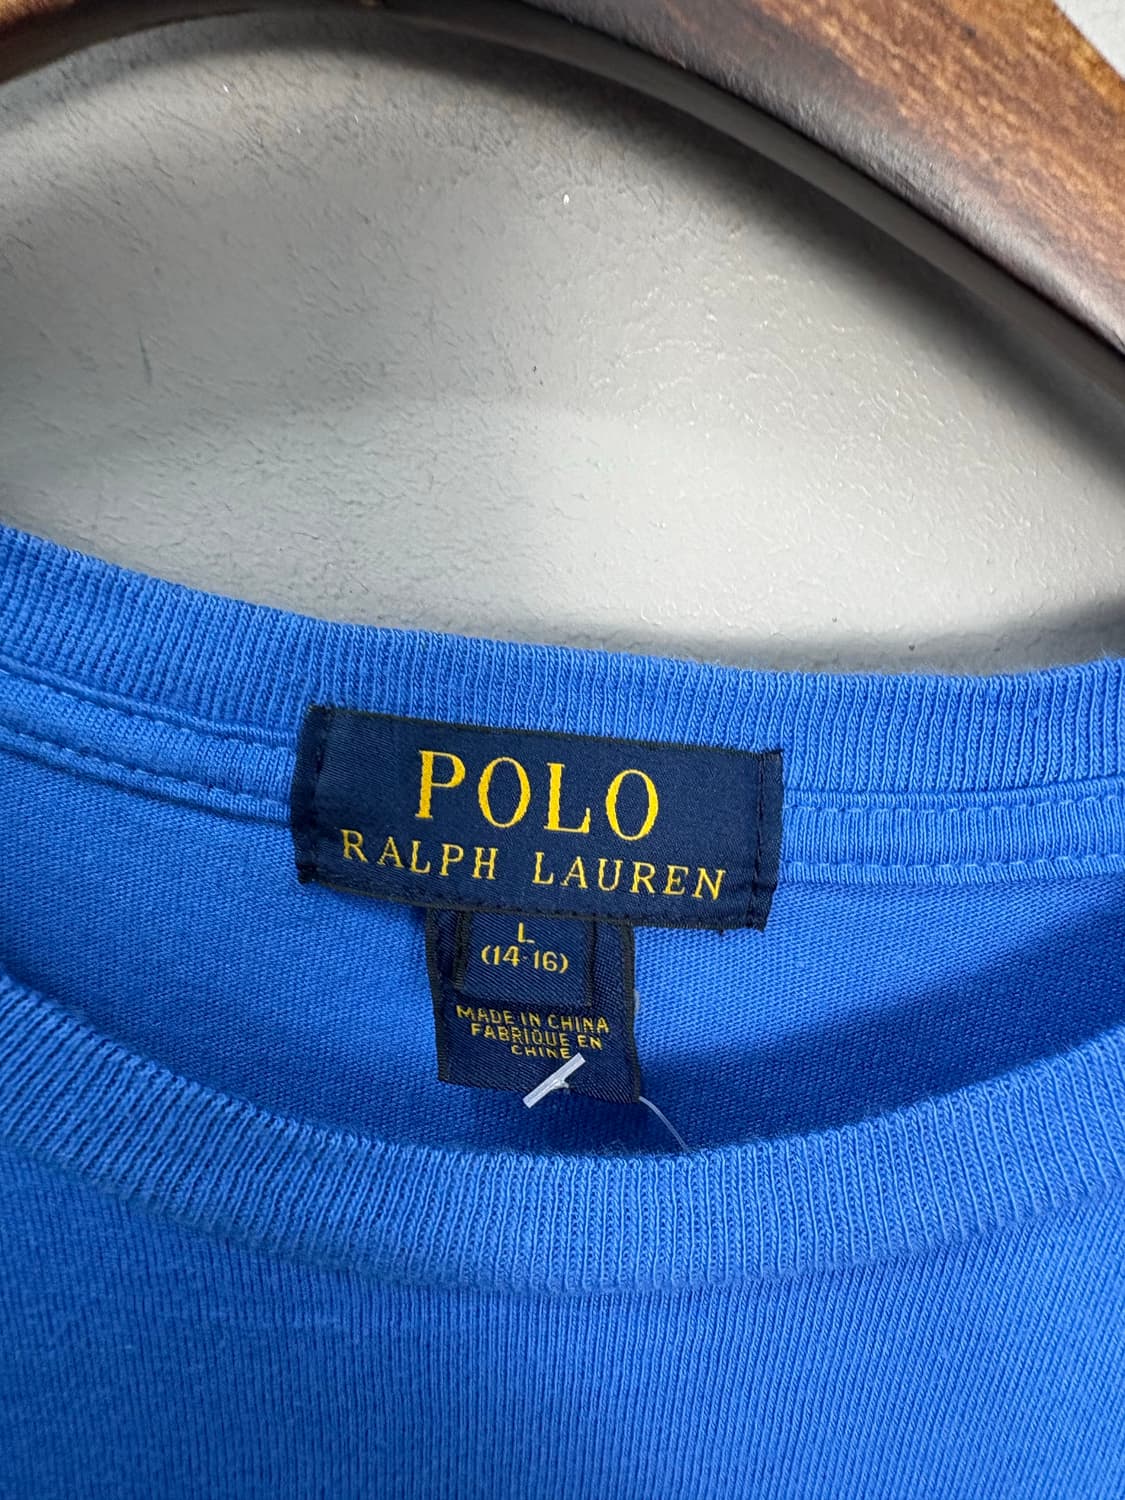 POLO
RALPH LAUREN
L
(14-16)
MADE IN CHINA
FABRIQUE EN
CHINE